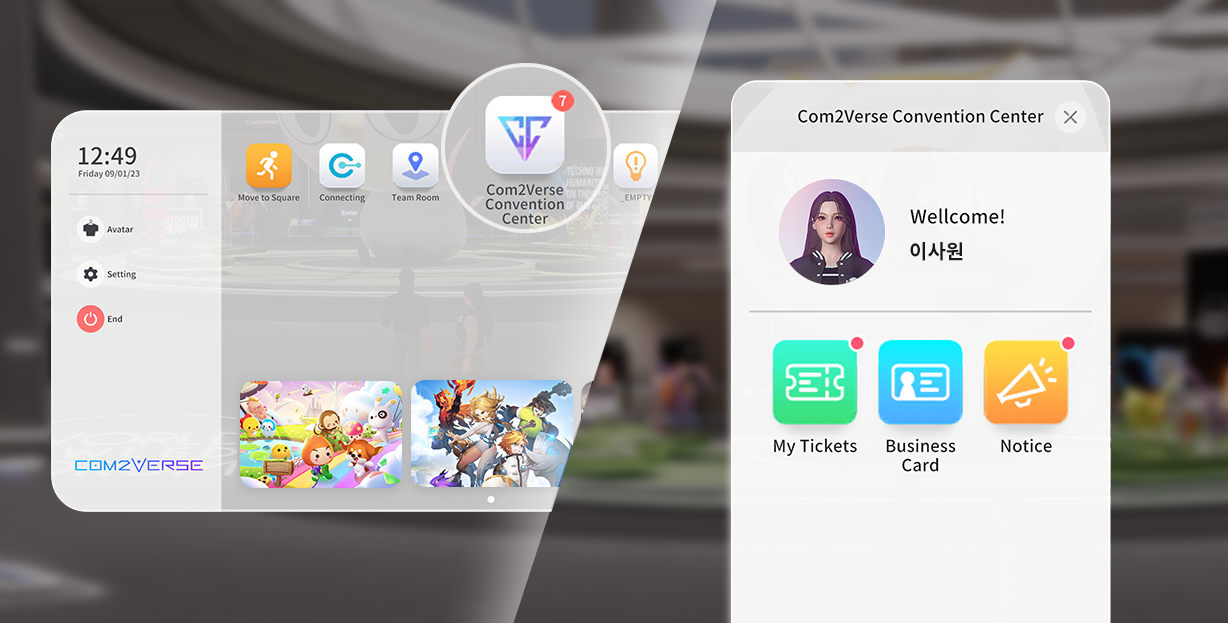 12:49
Friday 09/01/23
Avatar
Setting
End
COM2VERSE
Move to Square
Connecting
Team Room
7
Com2Verse
Convention
Center
_EMPTY
Com2Verse Convention Center
Wellcome!
이사원
My Tickets
Business
Card
Notice